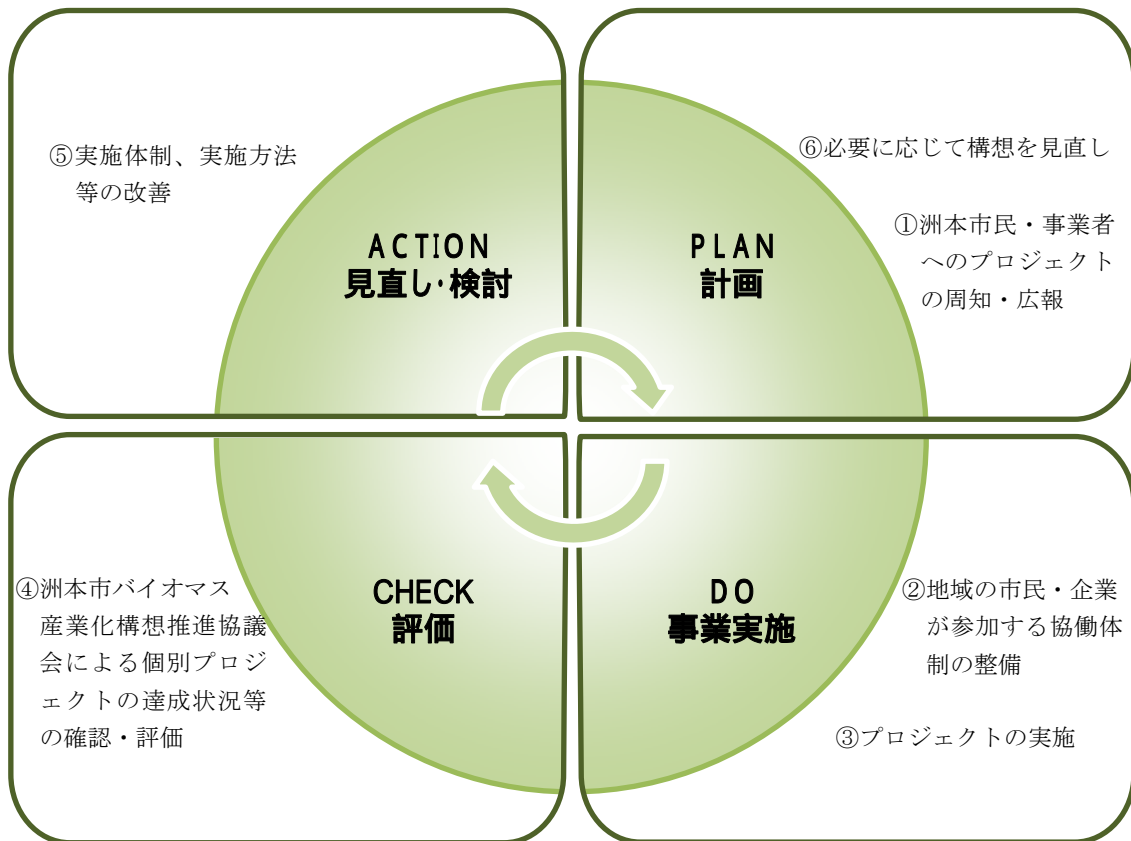 ⑤実施体制、実施方法
等の改善
ACTION
見直し・検討
⑥必要に応じて構想を見直し
①洲本市民・事業者
へのプロジェクト
の周知・広報
PLAN
計画
④洲本市バイオマス
産業化構想推進協議
会による個別プロジ
ェクトの達成状況等
の確認・評価
CHECK
評価
DO
事業実施
②地域の市民・企業
が参加する協働体
制の整備
③プロジェクトの実施